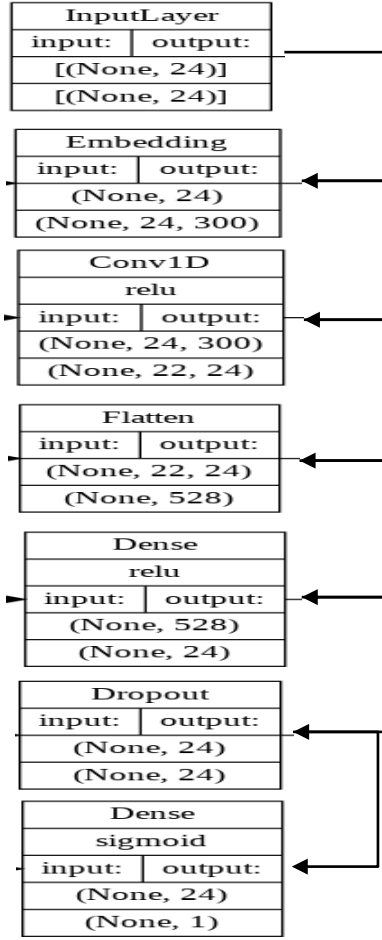 InputLayer
input: output:
[(None, 24)]
[(None, 24)]
Embedding
input: output:
(None, 24)
(None, 24, 300)
Conv1D
relu
input: output:
(None, 24, 300)
(None, 22, 24)
Flatten
input: output:
(None, 22, 24)
(None, 528)
Dense
relu
input: output:
(None, 528)
(None, 24)
Dropout
input: output:
(None, 24)
(None, 24)
Dense
sigmoid
input: output:
(None, 24)
(None, 1)